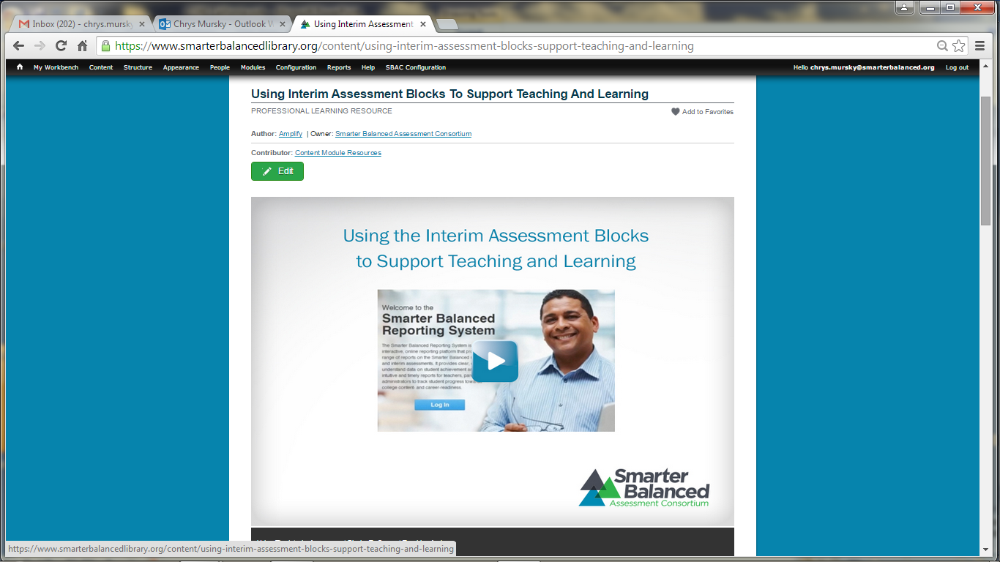 Inbox (202) - chrys.mursky
Chrys Mursky - Outlook W
Using Interim Assessment
https://www.smarterbalancedlibrary.org/content/using-interim-assessment-blocks-support-teaching-and-learning
My Workbench Content Structure Appearance People Modules Configuration Reports Help SBAC Configuration Hello chrys.mursky@smarterbalanced.org Log out
Using Interim Assessment Blocks To Support Teaching And Learning
PROFESSIONAL LEARNING RESOURCE Add to Favorites
Author: Amplify | Owner: Smarter Balanced Assessment Consortium
Contributor: Content Module Resources
Edit
Using the Interim Assessment Blocks
to Support Teaching and Learning
Welcome to the
Smarter Balanced
Reporting System
The Smarter Balanced Reporting System is
interactive, online reporting platform that pro
range of reports on the Smarter Balanced
and interim assessments. It provides clear,
understand data on student achievement a
intuitive and timely reports for teachers, par
administrators to track student progress towa
college content- and career-readiness.
Log In
Smarter
Balanced
Assessment Consortium
https://www.smarterbalancedlibrary.org/content/using-interim-assessment-blocks-support-teaching-and-learning